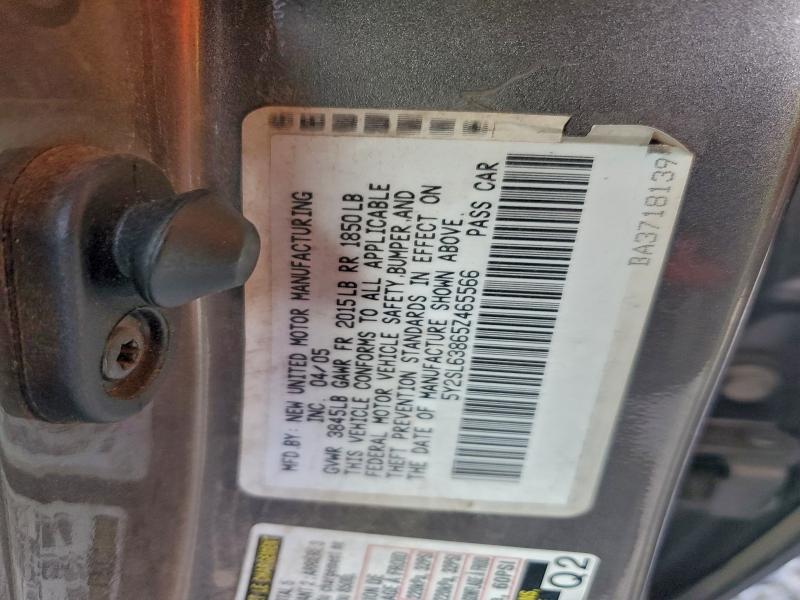 MFD BY: NEW UNITED MOTOR MANUFACTURING
INC. 04/05
GVWR 3845LB GAWR FR 2015LB RR 1850LB
THIS VEHICLE CONFORMS TO ALL APPLICABLE
FEDERAL MOTOR VEHICLE SAFETY,BUMPER,AND
THEFT PREVENTION STANDARDS IN EFFECT ON
THE DATE OF MANUFACTURE SHOWN ABOVE.
5Y2SL63865Z465566 PASS CAR
BA3718139
60PSI
Q2